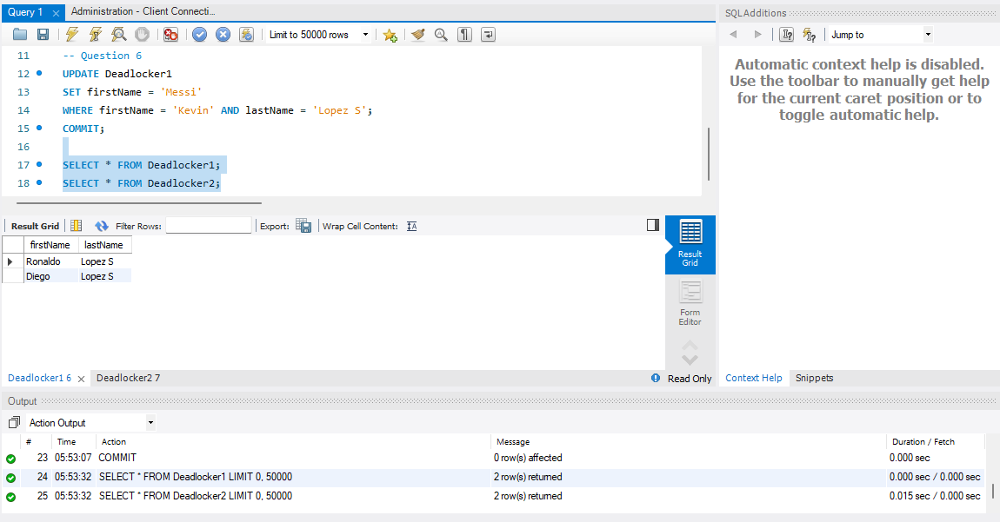 Query 1 Administration - Client Connecti... SQLAdditions
Limit to 50000 rows Jump to
11 -- Question 6
12 UPDATE Deadlocker1
13 SET firstName = 'Messi'
14 WHERE firstName = 'Kevin' AND lastName = 'Lopez S';
15 COMMIT;
16
17 SELECT * FROM Deadlocker1;
18 SELECT * FROM Deadlocker2;
Automatic context help is disabled.
Use the toolbar to manually get help
for the current caret position or to
toggle automatic help.
Result Grid Filter Rows: Export: Wrap Cell Content:
firstName lastName
Ronaldo Lopez S
Diego Lopez S
Result
Grid
Form
Editor
Deadlocker1 6 Deadlocker2 7 Read Only Context Help Snippets
Output
Action Output
# Time Action Message Duration / Fetch
23 05:53:07 COMMIT 0 row(s) affected 0.000 sec
24 05:53:32 SELECT * FROM Deadlocker1 LIMIT 0, 50000 2 row(s) returned 0.000 sec / 0.000 sec
25 05:53:32 SELECT * FROM Deadlocker2 LIMIT 0, 50000 2 row(s) returned 0.015 sec / 0.000 sec